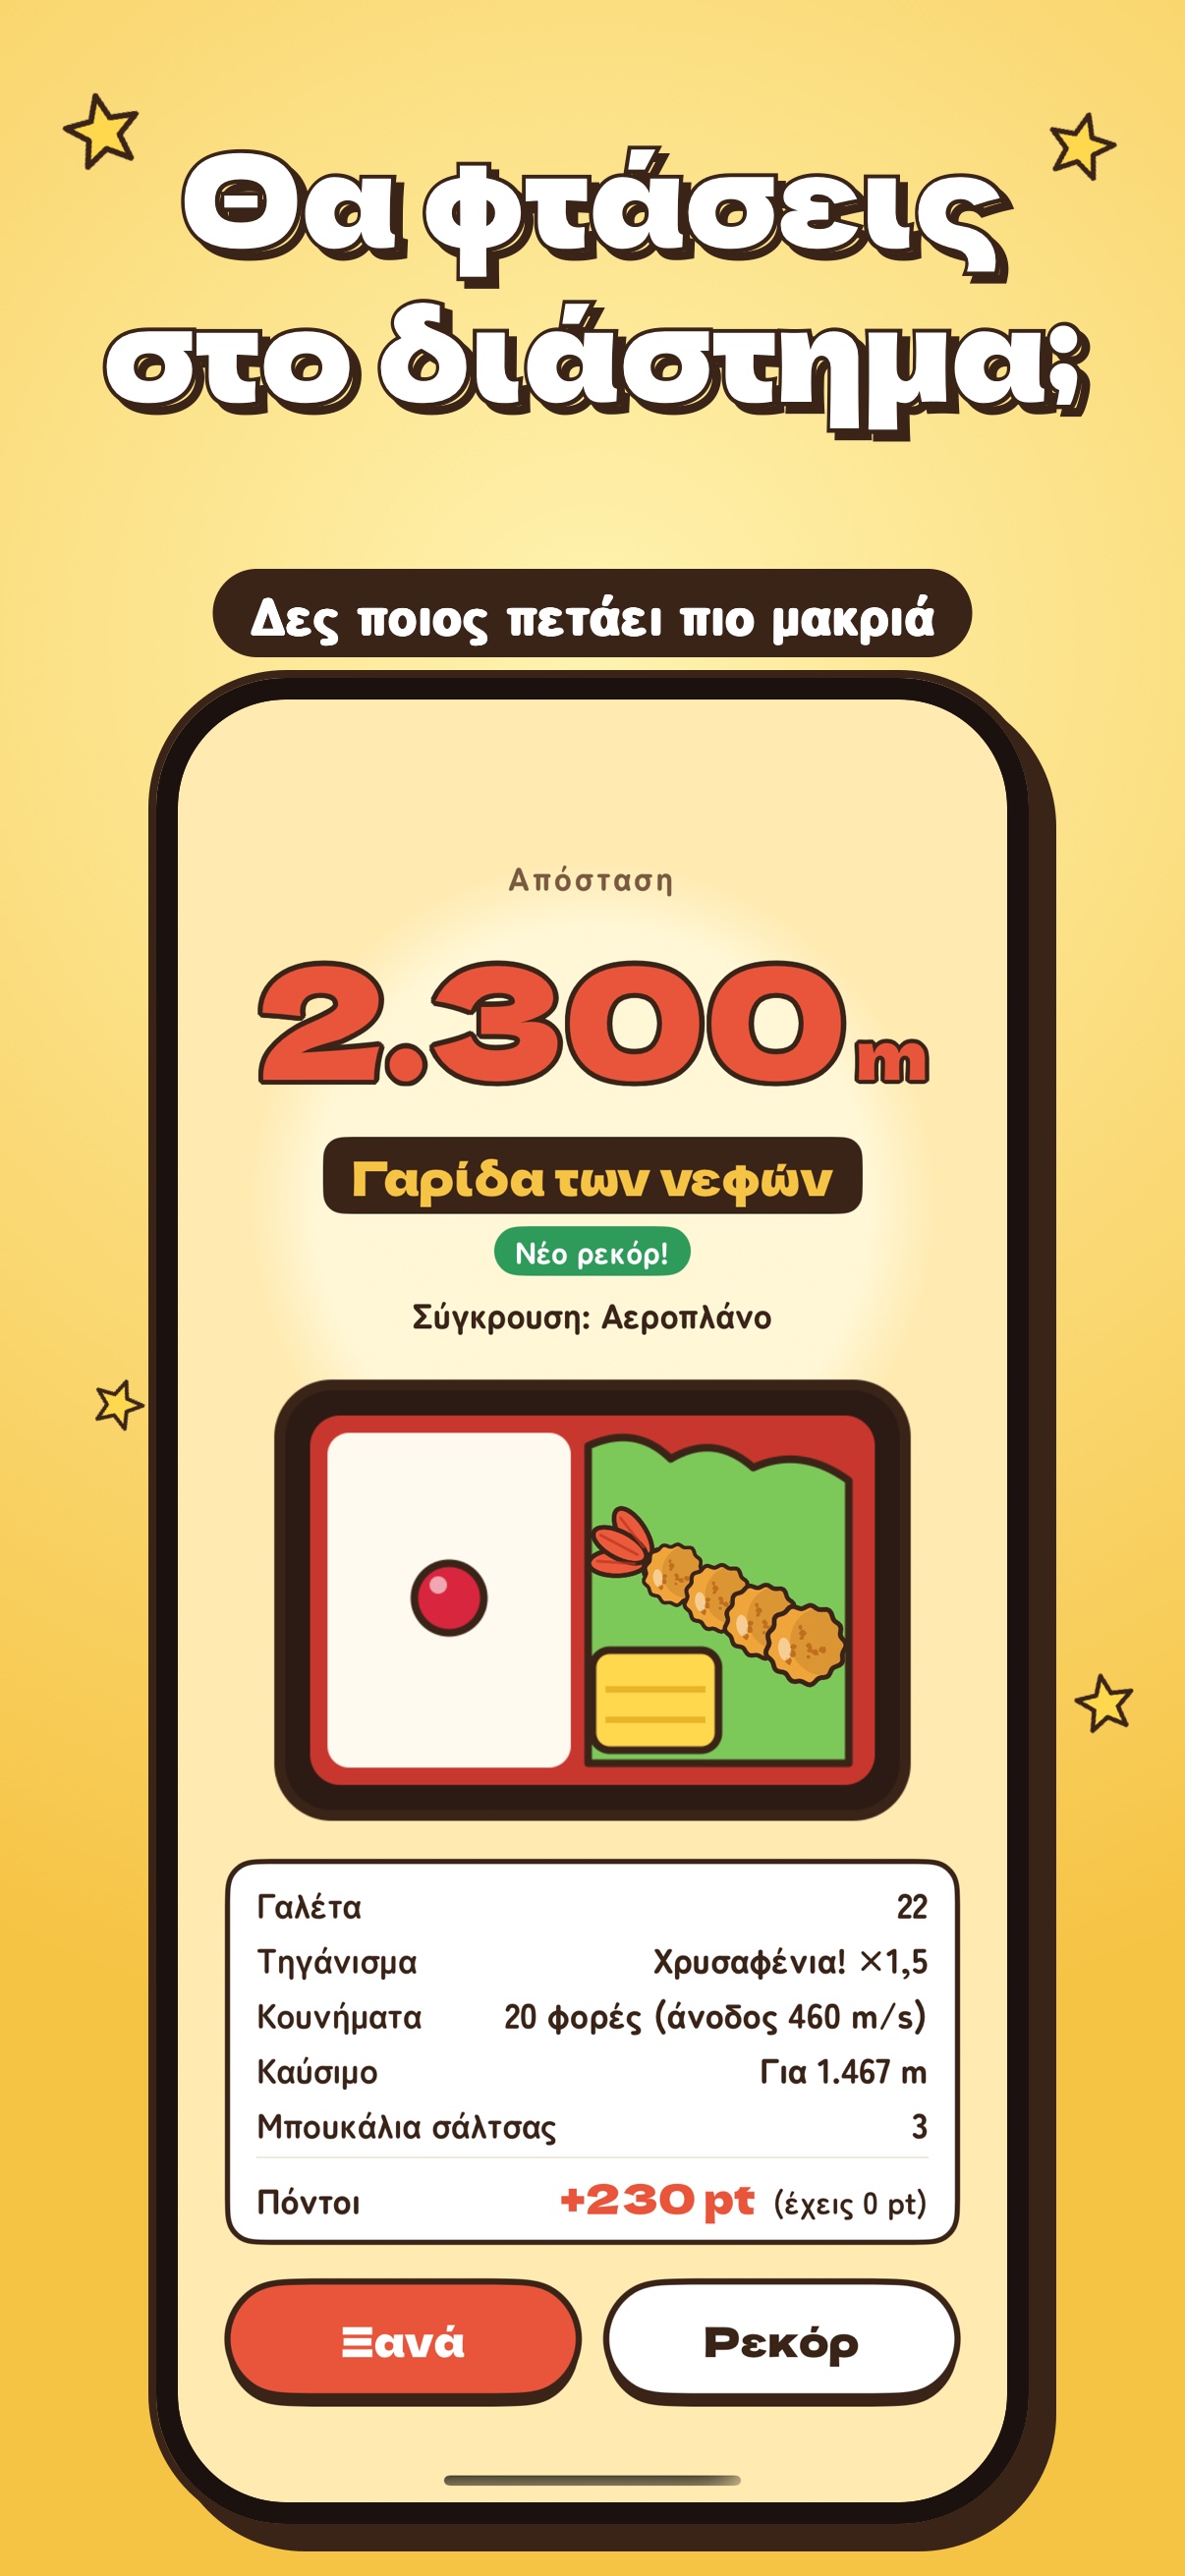 Θα φτάσεις
στο διάστημα;
Δες ποιος πετάει πιο μακριά
Απόσταση
2.300 m
Γαρίδα των νεφών
Νέο ρεκόρ!
Σύγκρουση: Αεροπλάνο
Γαλέτα 22
Τηγάνισμα Χρυσαφένια! ×1,5
Κουνήματα 20 φορές (άνοδος 460 m/s)
Καύσιμο Για 1.467 m
Μπουκάλια σάλτσας 3
Πόντοι +230 pt (έχεις 0 pt)
Ξανά Ρεκόρ